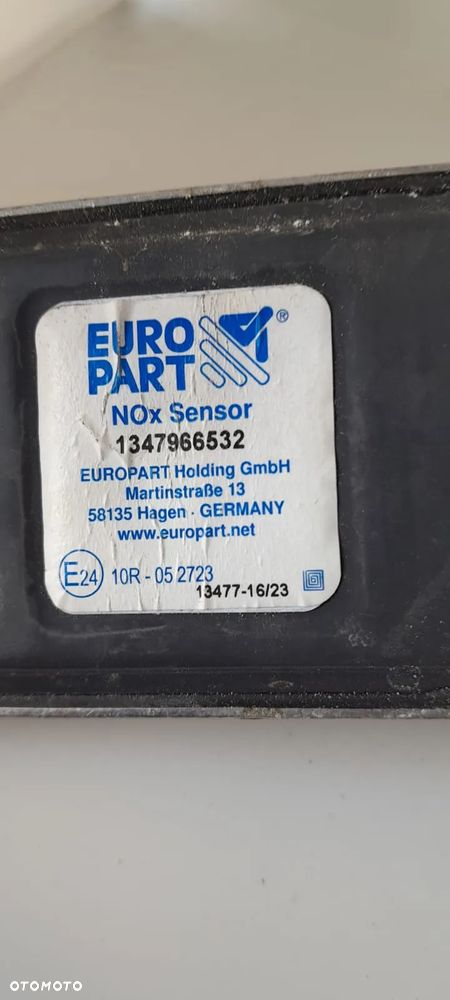 EURO
PART ®
NOx Sensor
1347966532
EUROPART Holding GmbH
Martinstraße 13
58135 Hagen · GERMANY
www.europart.net
E24 10R - 05 2723
13477-16/23
OTOMOTO